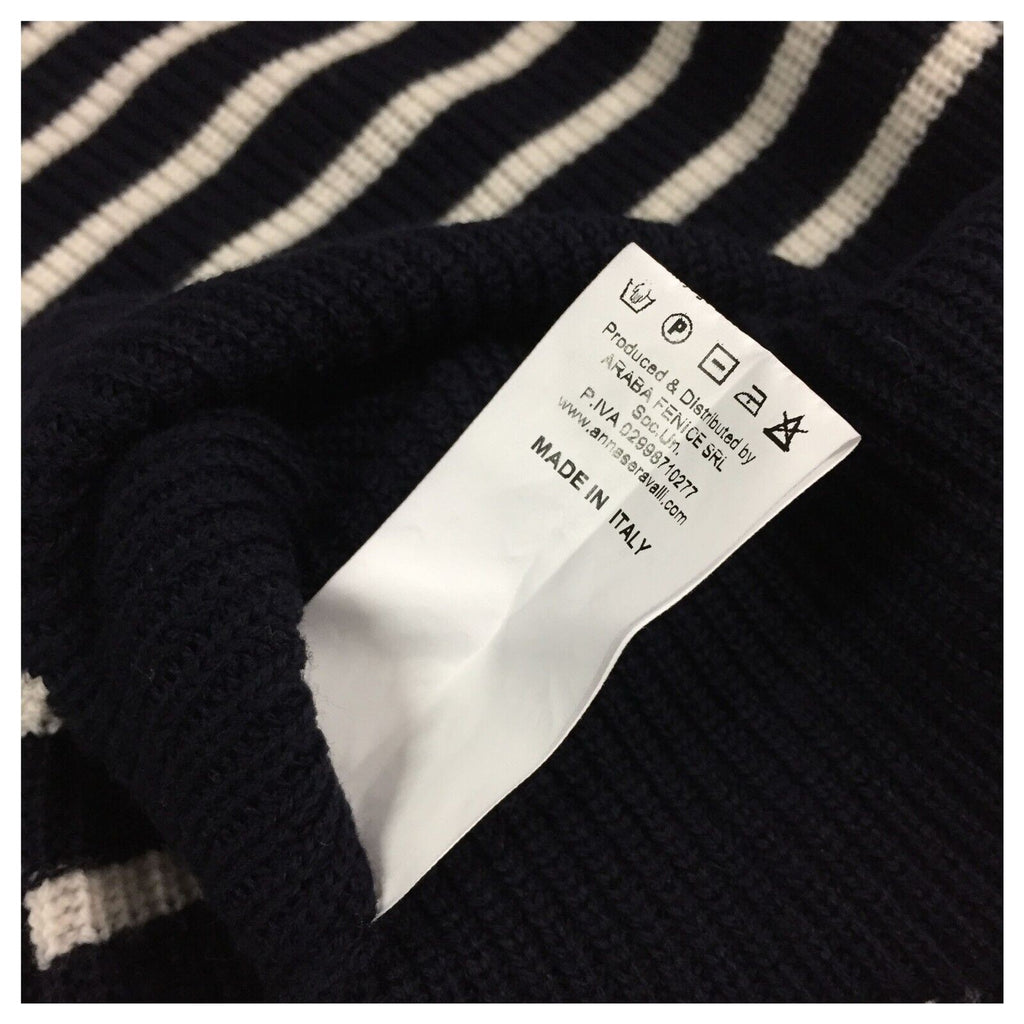 P
Produced & Distributed by
ARABA FENICE SRL
Soc.Un.
P.IVA 02998710277
www.annaseravalli.com
MADE IN ITALY